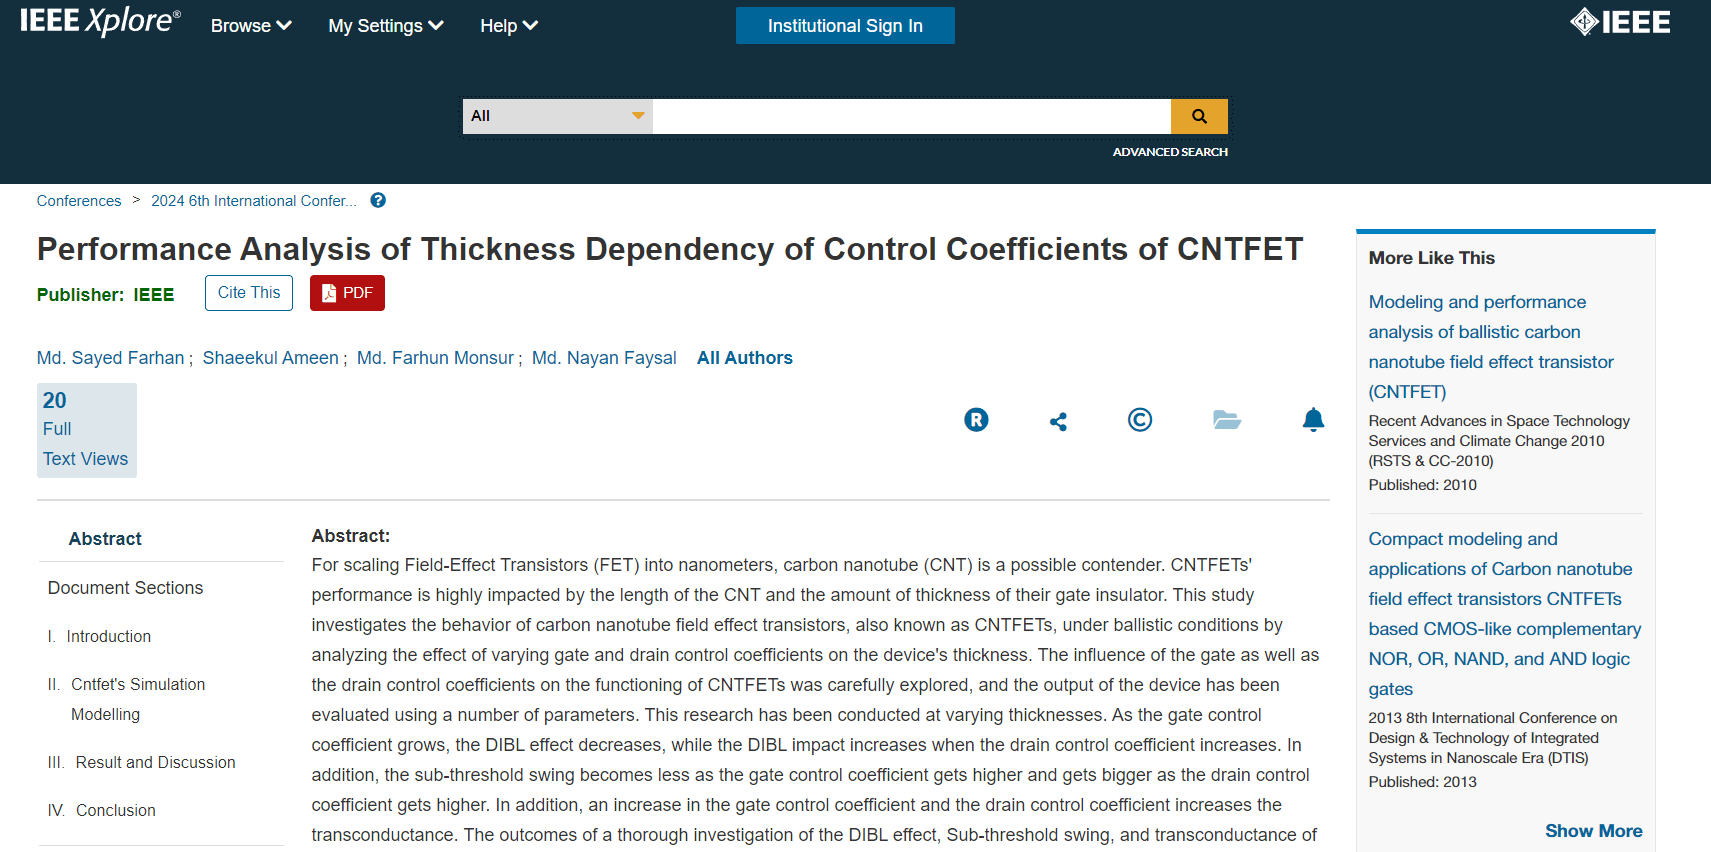 IEEE Xplore®
Browse
My Settings
Help
Institutional Sign In
IEEE
All
ADVANCED SEARCH
Conferences > 2024 6th International Confer... ?
Performance Analysis of Thickness Dependency of Control Coefficients of CNTFET
Publisher: IEEE
Cite This
PDF
Md. Sayed Farhan ; Shaeekul Ameen ; Md. Farhun Monsur ; Md. Nayan Faysal All Authors
20
Full
Text Views
R
©
Abstract
Document Sections
I. Introduction
II. Cntfet's Simulation
Modelling
III. Result and Discussion
IV. Conclusion
Abstract:
For scaling Field-Effect Transistors (FET) into nanometers, carbon nanotube (CNT) is a possible contender. CNTFETs'
performance is highly impacted by the length of the CNT and the amount of thickness of their gate insulator. This study
investigates the behavior of carbon nanotube field effect transistors, also known as CNTFETs, under ballistic conditions by
analyzing the effect of varying gate and drain control coefficients on the device's thickness. The influence of the gate as well as
the drain control coefficients on the functioning of CNTFETs was carefully explored, and the output of the device has been
evaluated using a number of parameters. This research has been conducted at varying thicknesses. As the gate control
coefficient grows, the DIBL effect decreases, while the DIBL impact increases when the drain control coefficient increases. In
addition, the sub-threshold swing becomes less as the gate control coefficient gets higher and gets bigger as the drain control
coefficient gets higher. In addition, an increase in the gate control coefficient and the drain control coefficient increases the
transconductance. The outcomes of a thorough investigation of the DIBL effect, Sub-threshold swing, and transconductance of
More Like This
Modeling and performance
analysis of ballistic carbon
nanotube field effect transistor
(CNTFET)
Recent Advances in Space Technology
Services and Climate Change 2010
(RSTS & CC-2010)
Published: 2010
Compact modeling and
applications of Carbon nanotube
field effect transistors CNTFETs
based CMOS-like complementary
NOR, OR, NAND, and AND logic
gates
2013 8th International Conference on
Design & Technology of Integrated
Systems in Nanoscale Era (DTIS)
Published: 2013
Show More